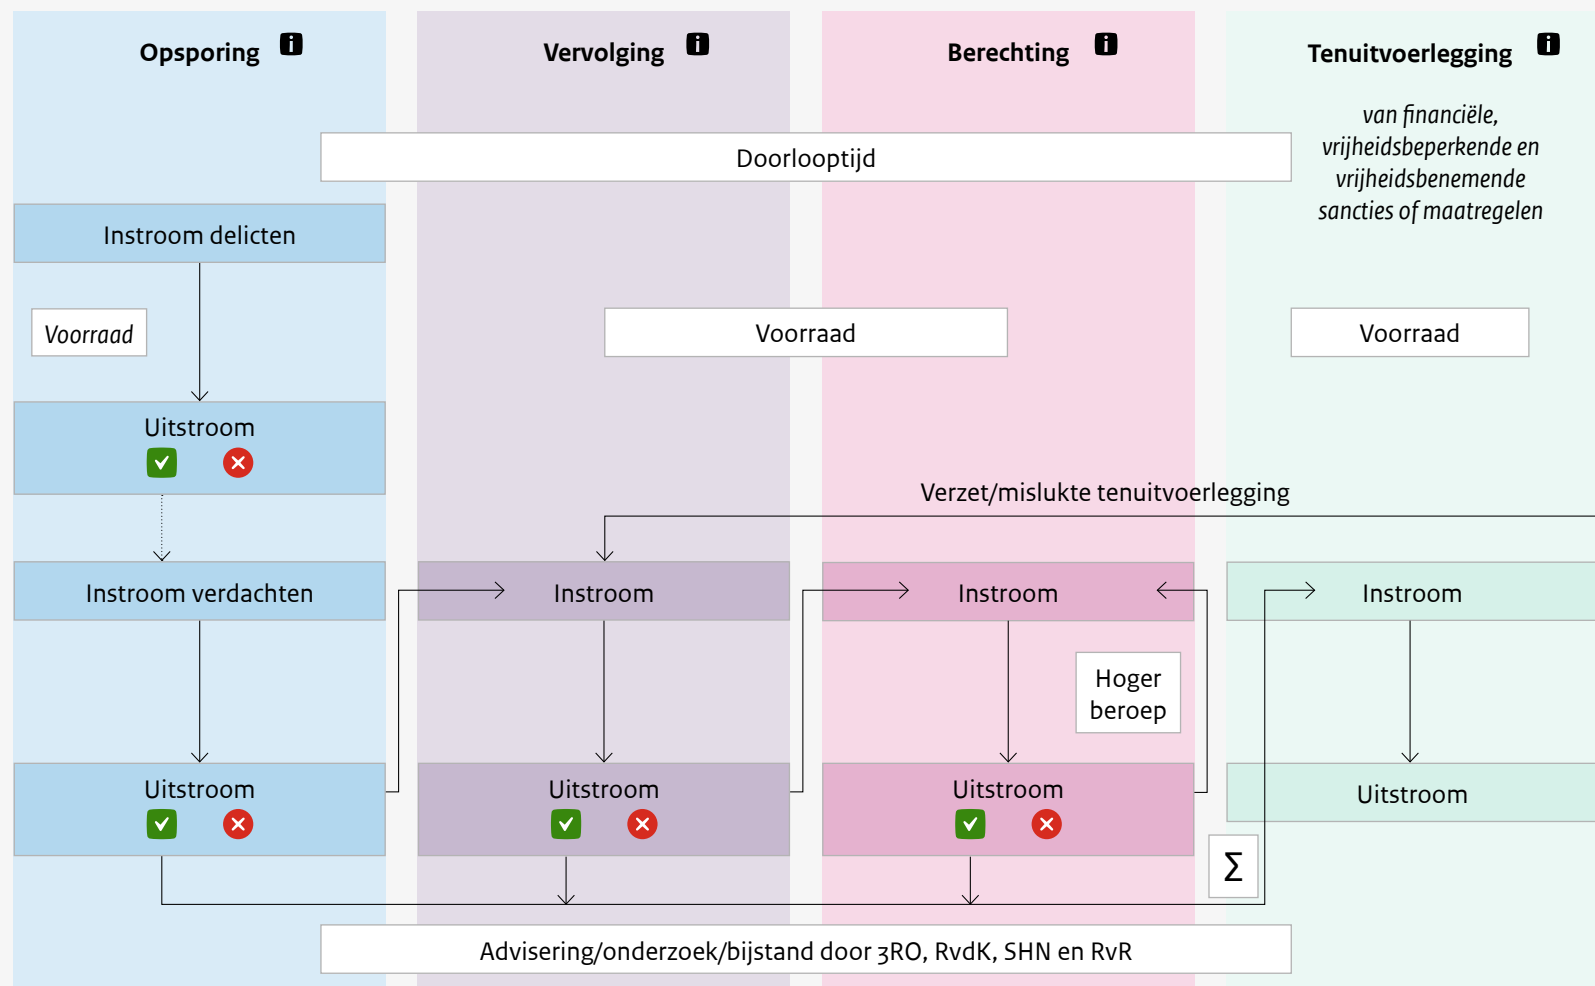 Opsporing
Vervolging
Berechting
Tenuitvoerlegging
van financiële,
vrijheidsbeperkende en
vrijheidsbenemende
sancties of maatregelen
Doorlooptijd
Instroom delicten
Voorraad
Voorraad
Voorraad
Uitstroom
Verzet/mislukte tenuitvoerlegging
Instroom verdachten
Instroom
Instroom
Instroom
Hoger
beroep
Uitstroom
Uitstroom
Uitstroom
Uitstroom
Σ
Advisering/onderzoek/bijstand door 3RO, RvdK, SHN en RvR